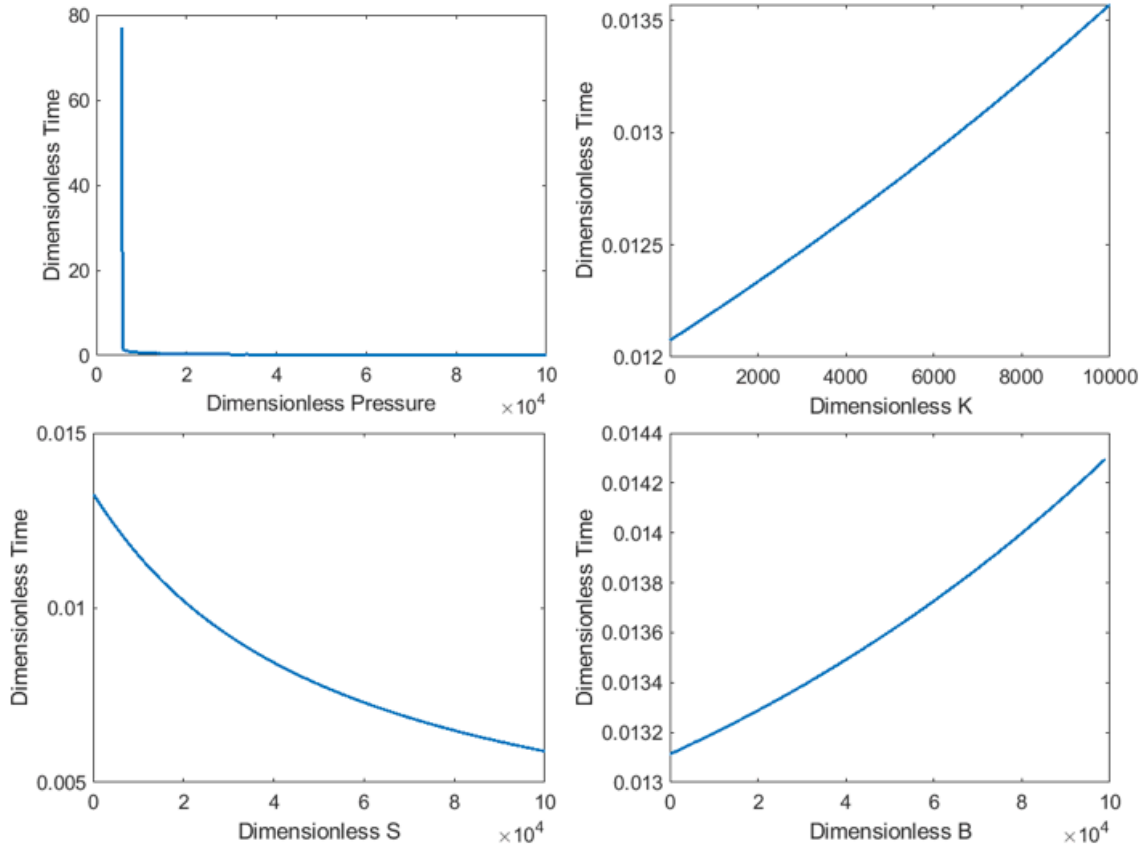 80
60
40
20
0
Dimensionless Time
0 2 4 6 8 10
Dimensionless Pressure
×10^4
0.0135
0.013
0.0125
0.012
Dimensionless Time
0 2000 4000 6000 8000 10000
Dimensionless K
0.015
0.01
0.005
Dimensionless Time
0 2 4 6 8 10
Dimensionless S
×10^4
0.0144
0.0142
0.014
0.0138
0.0136
0.0134
0.0132
0.013
Dimensionless Time
0 2 4 6 8 10
Dimensionless B
×10^4